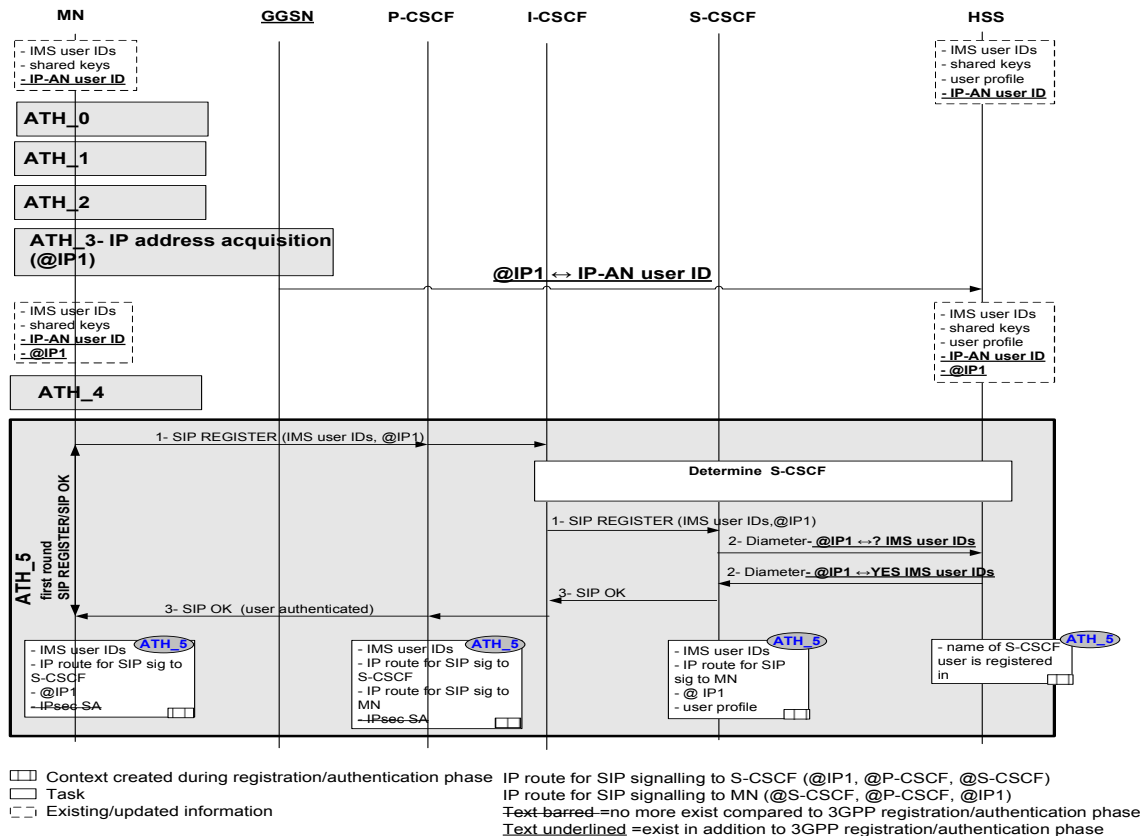 MN GGSN P-CSCF I-CSCF S-CSCF HSS
- IMS user IDs
- shared keys
- IP-AN user ID
- IMS user IDs
- shared keys
- user profile
- IP-AN user ID
ATH_0
ATH_1
ATH_2
ATH_3- IP address acquisition
(@IP1)
@IP1 ↔ IP-AN user ID
- IMS user IDs
- shared keys
- IP-AN user ID
- @IP1
- IMS user IDs
- shared keys
- user profile
- IP-AN user ID
- @IP1
ATH_4
ATH_5
first round
SIP REGISTER/SIP OK
1- SIP REGISTER (IMS user IDs, @IP1)
Determine S-CSCF
1- SIP REGISTER (IMS user IDs,@IP1)
2- Diameter- @IP1 ↔? IMS user IDs
2- Diameter- @IP1 ↔YES IMS user IDs
3- SIP OK
3- SIP OK (user authenticated)
ATH_5
- IMS user IDs
- IP route for SIP sig to
S-CSCF
- @IP1
- IPsec SA
ATH_5
- IMS user IDs
- IP route for SIP sig to
S-CSCF
- IP route for SIP sig to
MN
- IPsec SA
ATH_5
- IMS user IDs
- IP route for SIP
sig to MN
- @ IP1
- user profile
ATH_5
- name of S-CSCF
user is registered
in
Context created during registration/authentication phase
Task
Existing/updated information
IP route for SIP signalling to S-CSCF (@IP1, @P-CSCF, @S-CSCF)
IP route for SIP signalling to MN (@S-CSCF, @P-CSCF, @IP1)
Text barred =no more exist compared to 3GPP registration/authentication phase
Text underlined =exist in addition to 3GPP registration/authentication phase